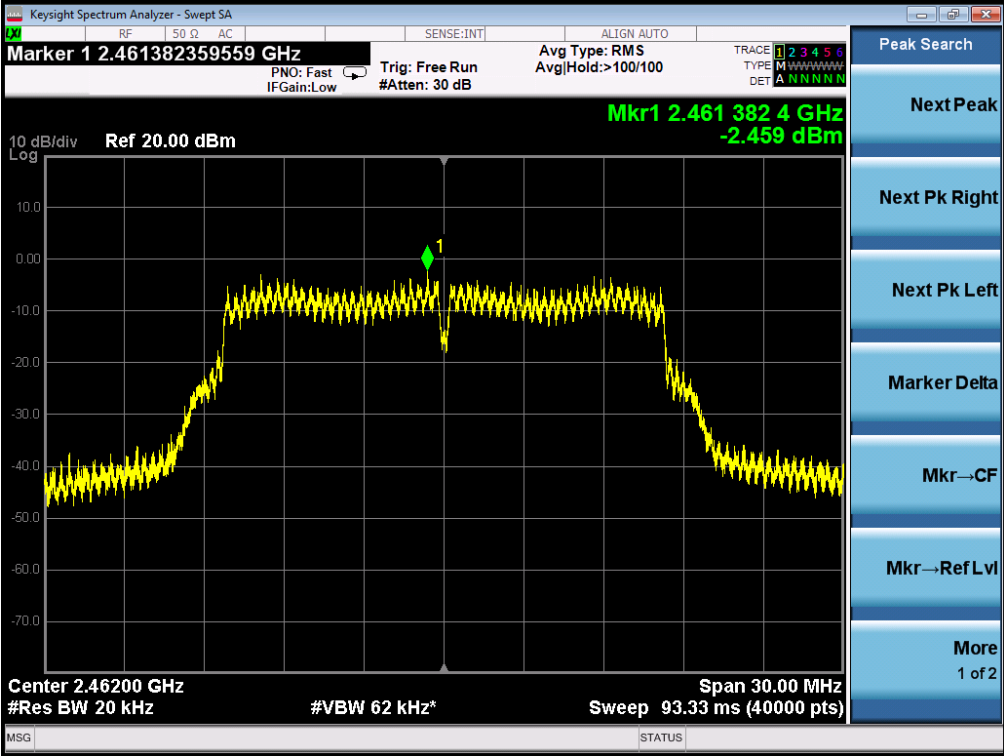 LXI Keysight Spectrum Analyzer - Swept SA
LXI RF 50 Ω AC SENSE:INT ALIGN AUTO
Marker 1 2.461382359559 GHz
PNO: Fast
IFGain:Low
Trig: Free Run
#Atten: 30 dB
Avg Type: RMS
Avg|Hold:>100/100
TRACE 1 2 3 4 5 6
TYPE M WWWWW
DET A N N N N N
Mkr1 2.461 382 4 GHz
-2.459 dBm
10 dB/div Ref 20.00 dBm
Log
10.0
0.00
-10.0
-20.0
-30.0
-40.0
-50.0
-60.0
-70.0
1
Center 2.46200 GHz Span 30.00 MHz
#Res BW 20 kHz #VBW 62 kHz* Sweep 93.33 ms (40000 pts)
MSG STATUS
Peak Search
Next Peak
Next Pk Right
Next Pk Left
Marker Delta
Mkr→CF
Mkr→Ref Lvl
More
1 of 2